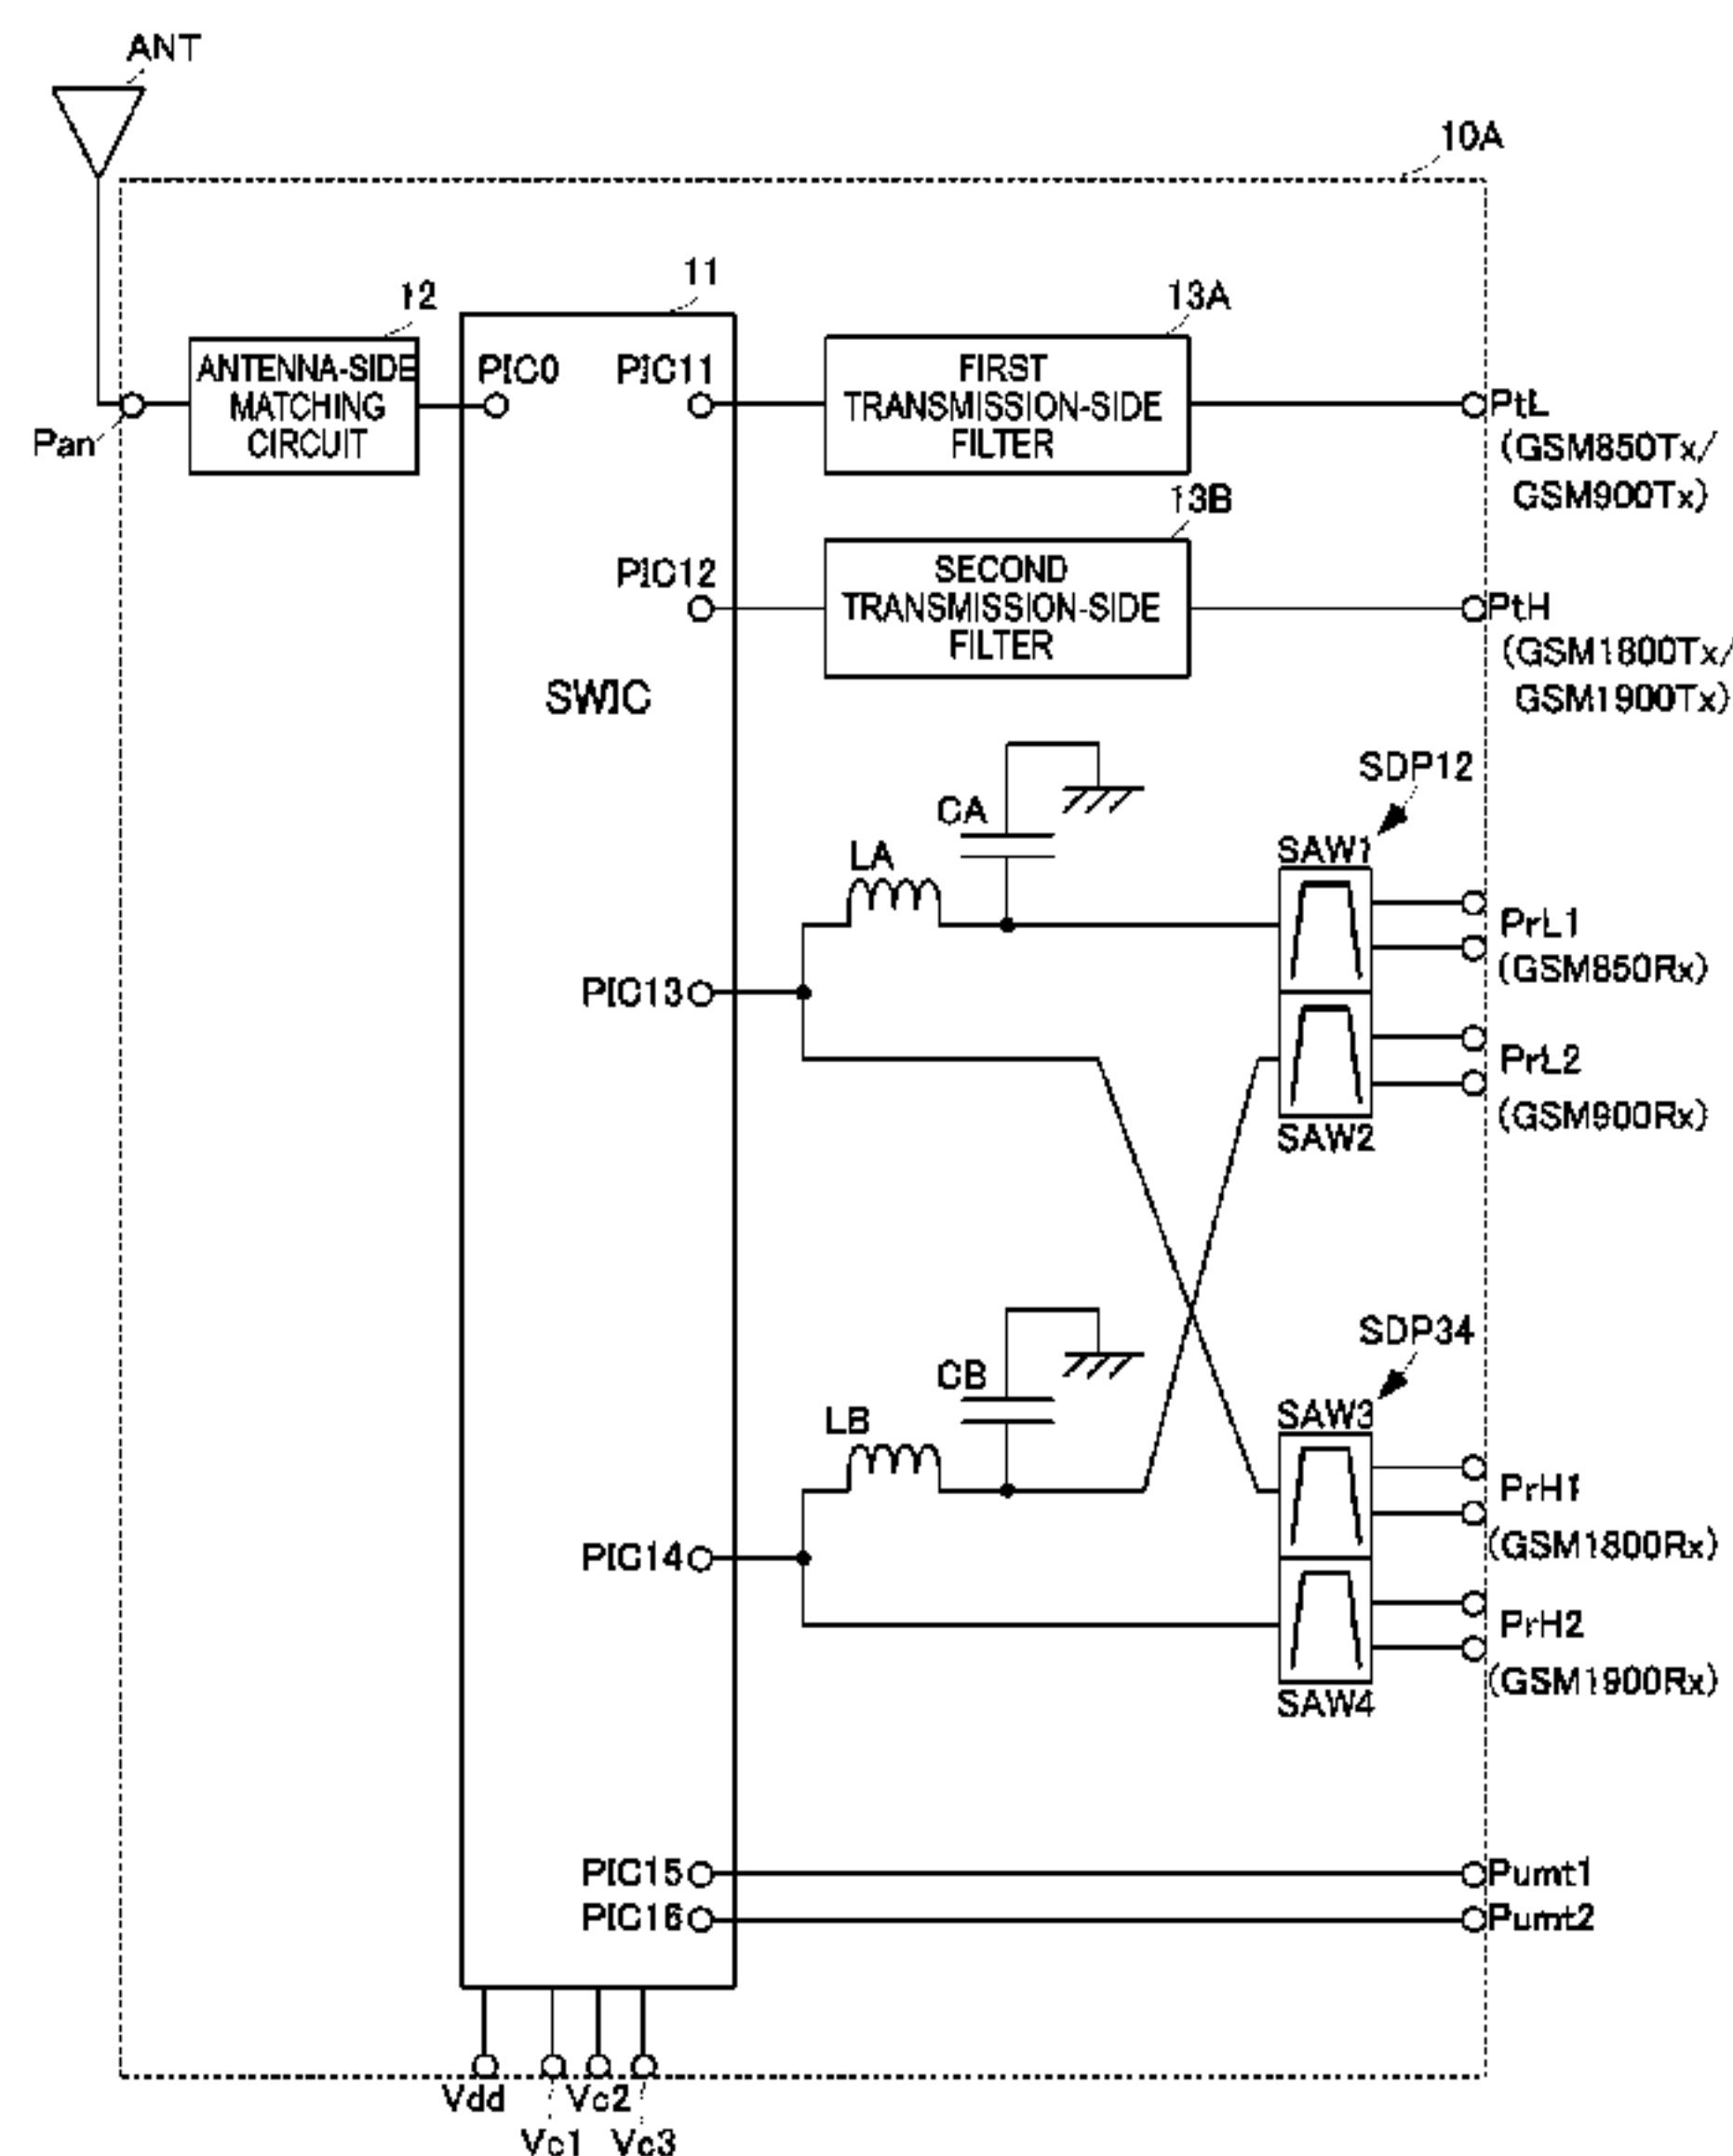 ANT
10A
11
12
13A
ANTENNA-SIDE
MATCHING
CIRCUIT
PIC0
PIC11
FIRST
TRANSMISSION-SIDE
FILTER
PtL
(GSM850Tx/
GSM900Tx)
Pan
13B
PIC12
SECOND
TRANSMISSION-SIDE
FILTER
PtH
(GSM1800Tx/
GSM1900Tx)
SWIC
SDP12
CA
LA
SAW1
PrL1
(GSM850Rx)
PIC13
PrL2
(GSM900Rx)
SAW2
SDP34
CB
LB
SAW3
PrH1
(GSM1800Rx)
PIC14
PrH2
(GSM1900Rx)
SAW4
PIC15
Pumt1
PIC16
Pumt2
Vdd
Vc2
Vc1
Vc3